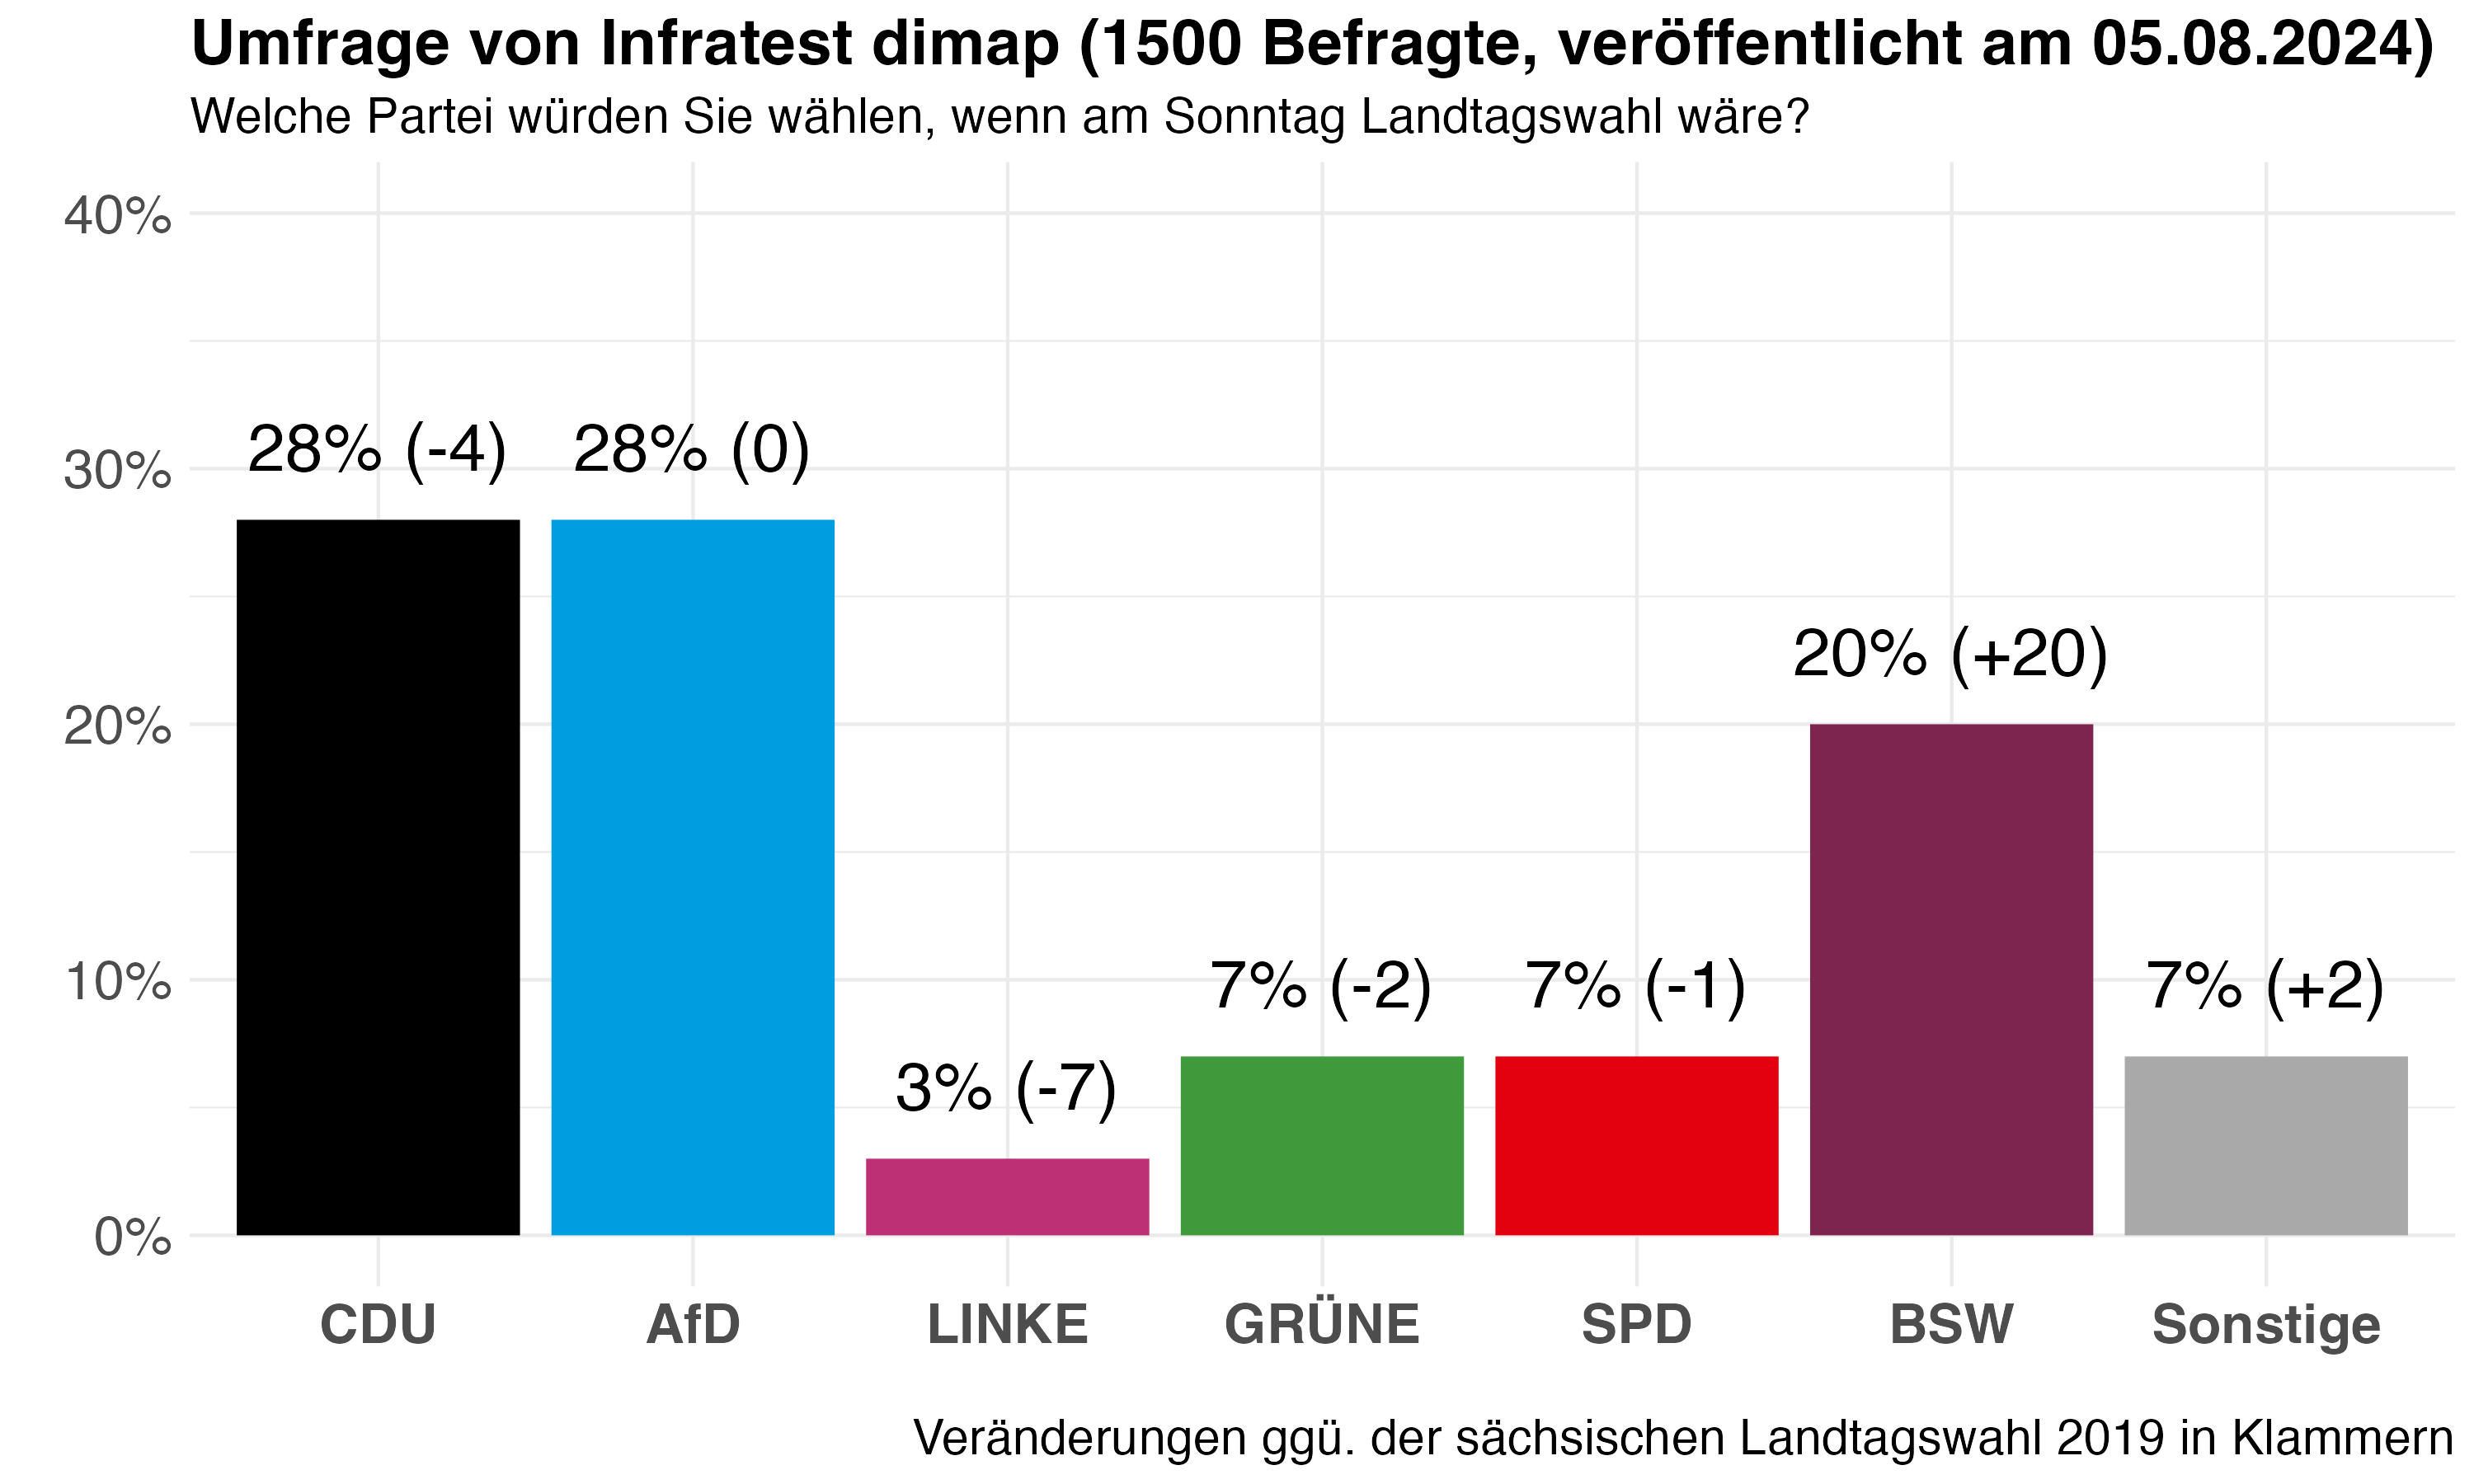 Umfrage von Infratest dimap (1500 Befragte, veröffentlicht am 05.08.2024)
Welche Partei würden Sie wählen, wenn am Sonntag Landtagswahl wäre?
40%
30%
20%
10%
0%
28% (-4)
28% (0)
3% (-7)
7% (-2)
7% (-1)
20% (+20)
7% (+2)
CDU
AfD
LINKE
GRÜNE
SPD
BSW
Sonstige
Veränderungen ggü. der sächsischen Landtagswahl 2019 in Klammern